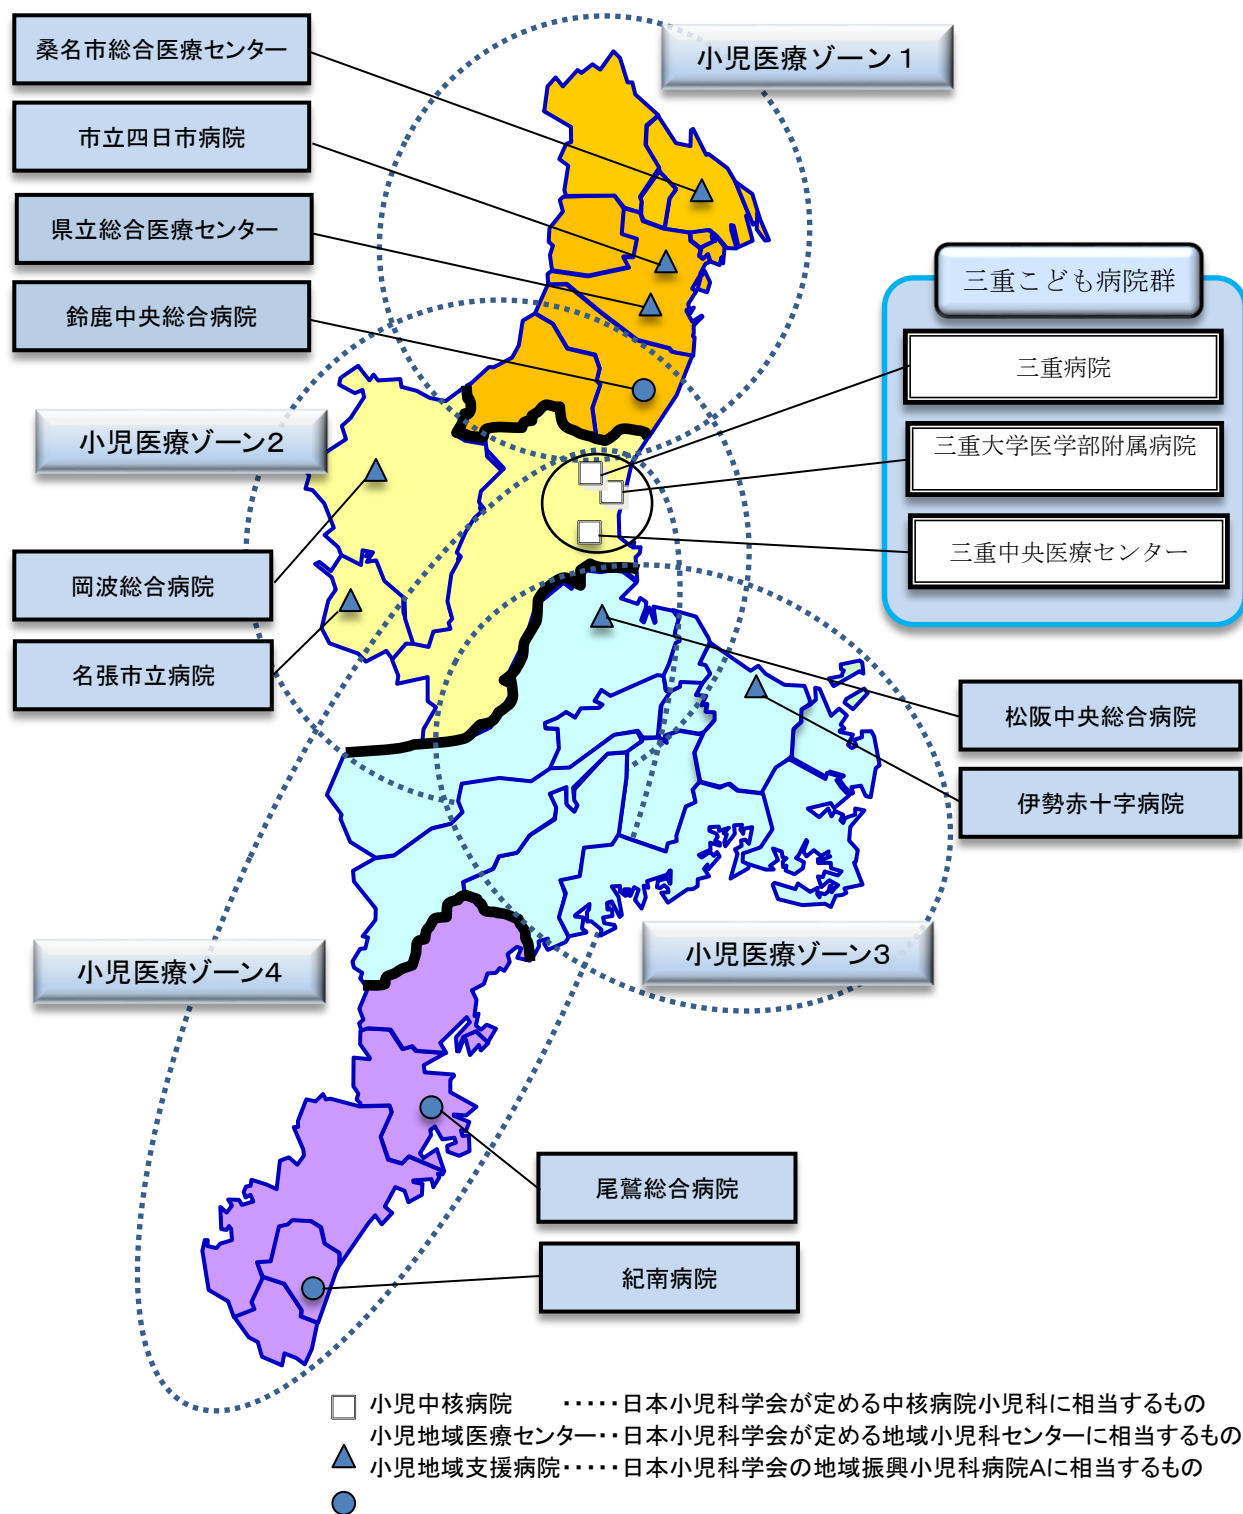 桑名市総合医療センター
小児医療ゾーン１
市立四日市病院
県立総合医療センター
鈴鹿中央総合病院
三重こども病院群
三重病院
三重大学医学部附属病院
三重中央医療センター
小児医療ゾーン２
岡波総合病院
名張市立病院
松阪中央総合病院
伊勢赤十字病院
小児医療ゾーン３
小児医療ゾーン４
尾鷲総合病院
紀南病院
小児中核病院　　・・・・・日本小児科学会が定める中核病院小児科に相当するもの
小児地域医療センター・・日本小児科学会が定める地域小児科センターに相当するもの
小児地域支援病院・・・・・日本小児科学会の地域振興小児科病院Aに相当するもの